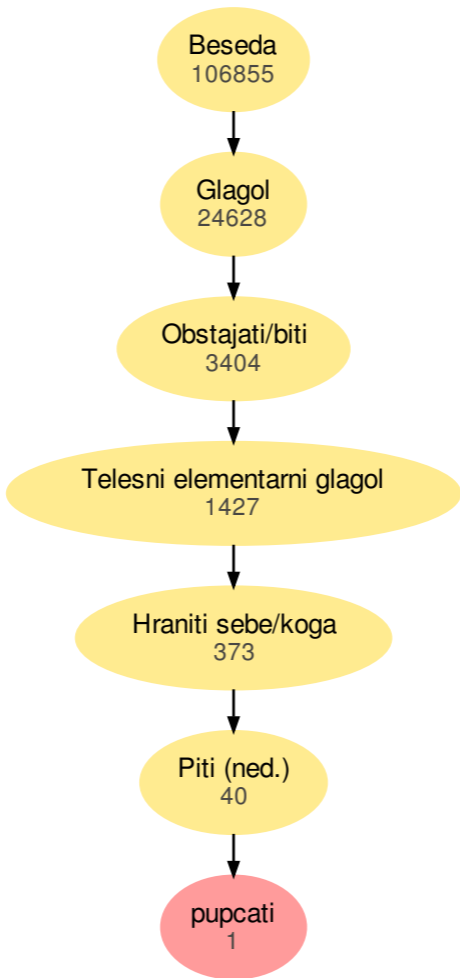 Beseda
106855
Glagol
24628
Obstajati/biti
3404
Telesni elementarni glagol
1427
Hraniti sebe/koga
373
Piti (ned.)
40
pupcati
1